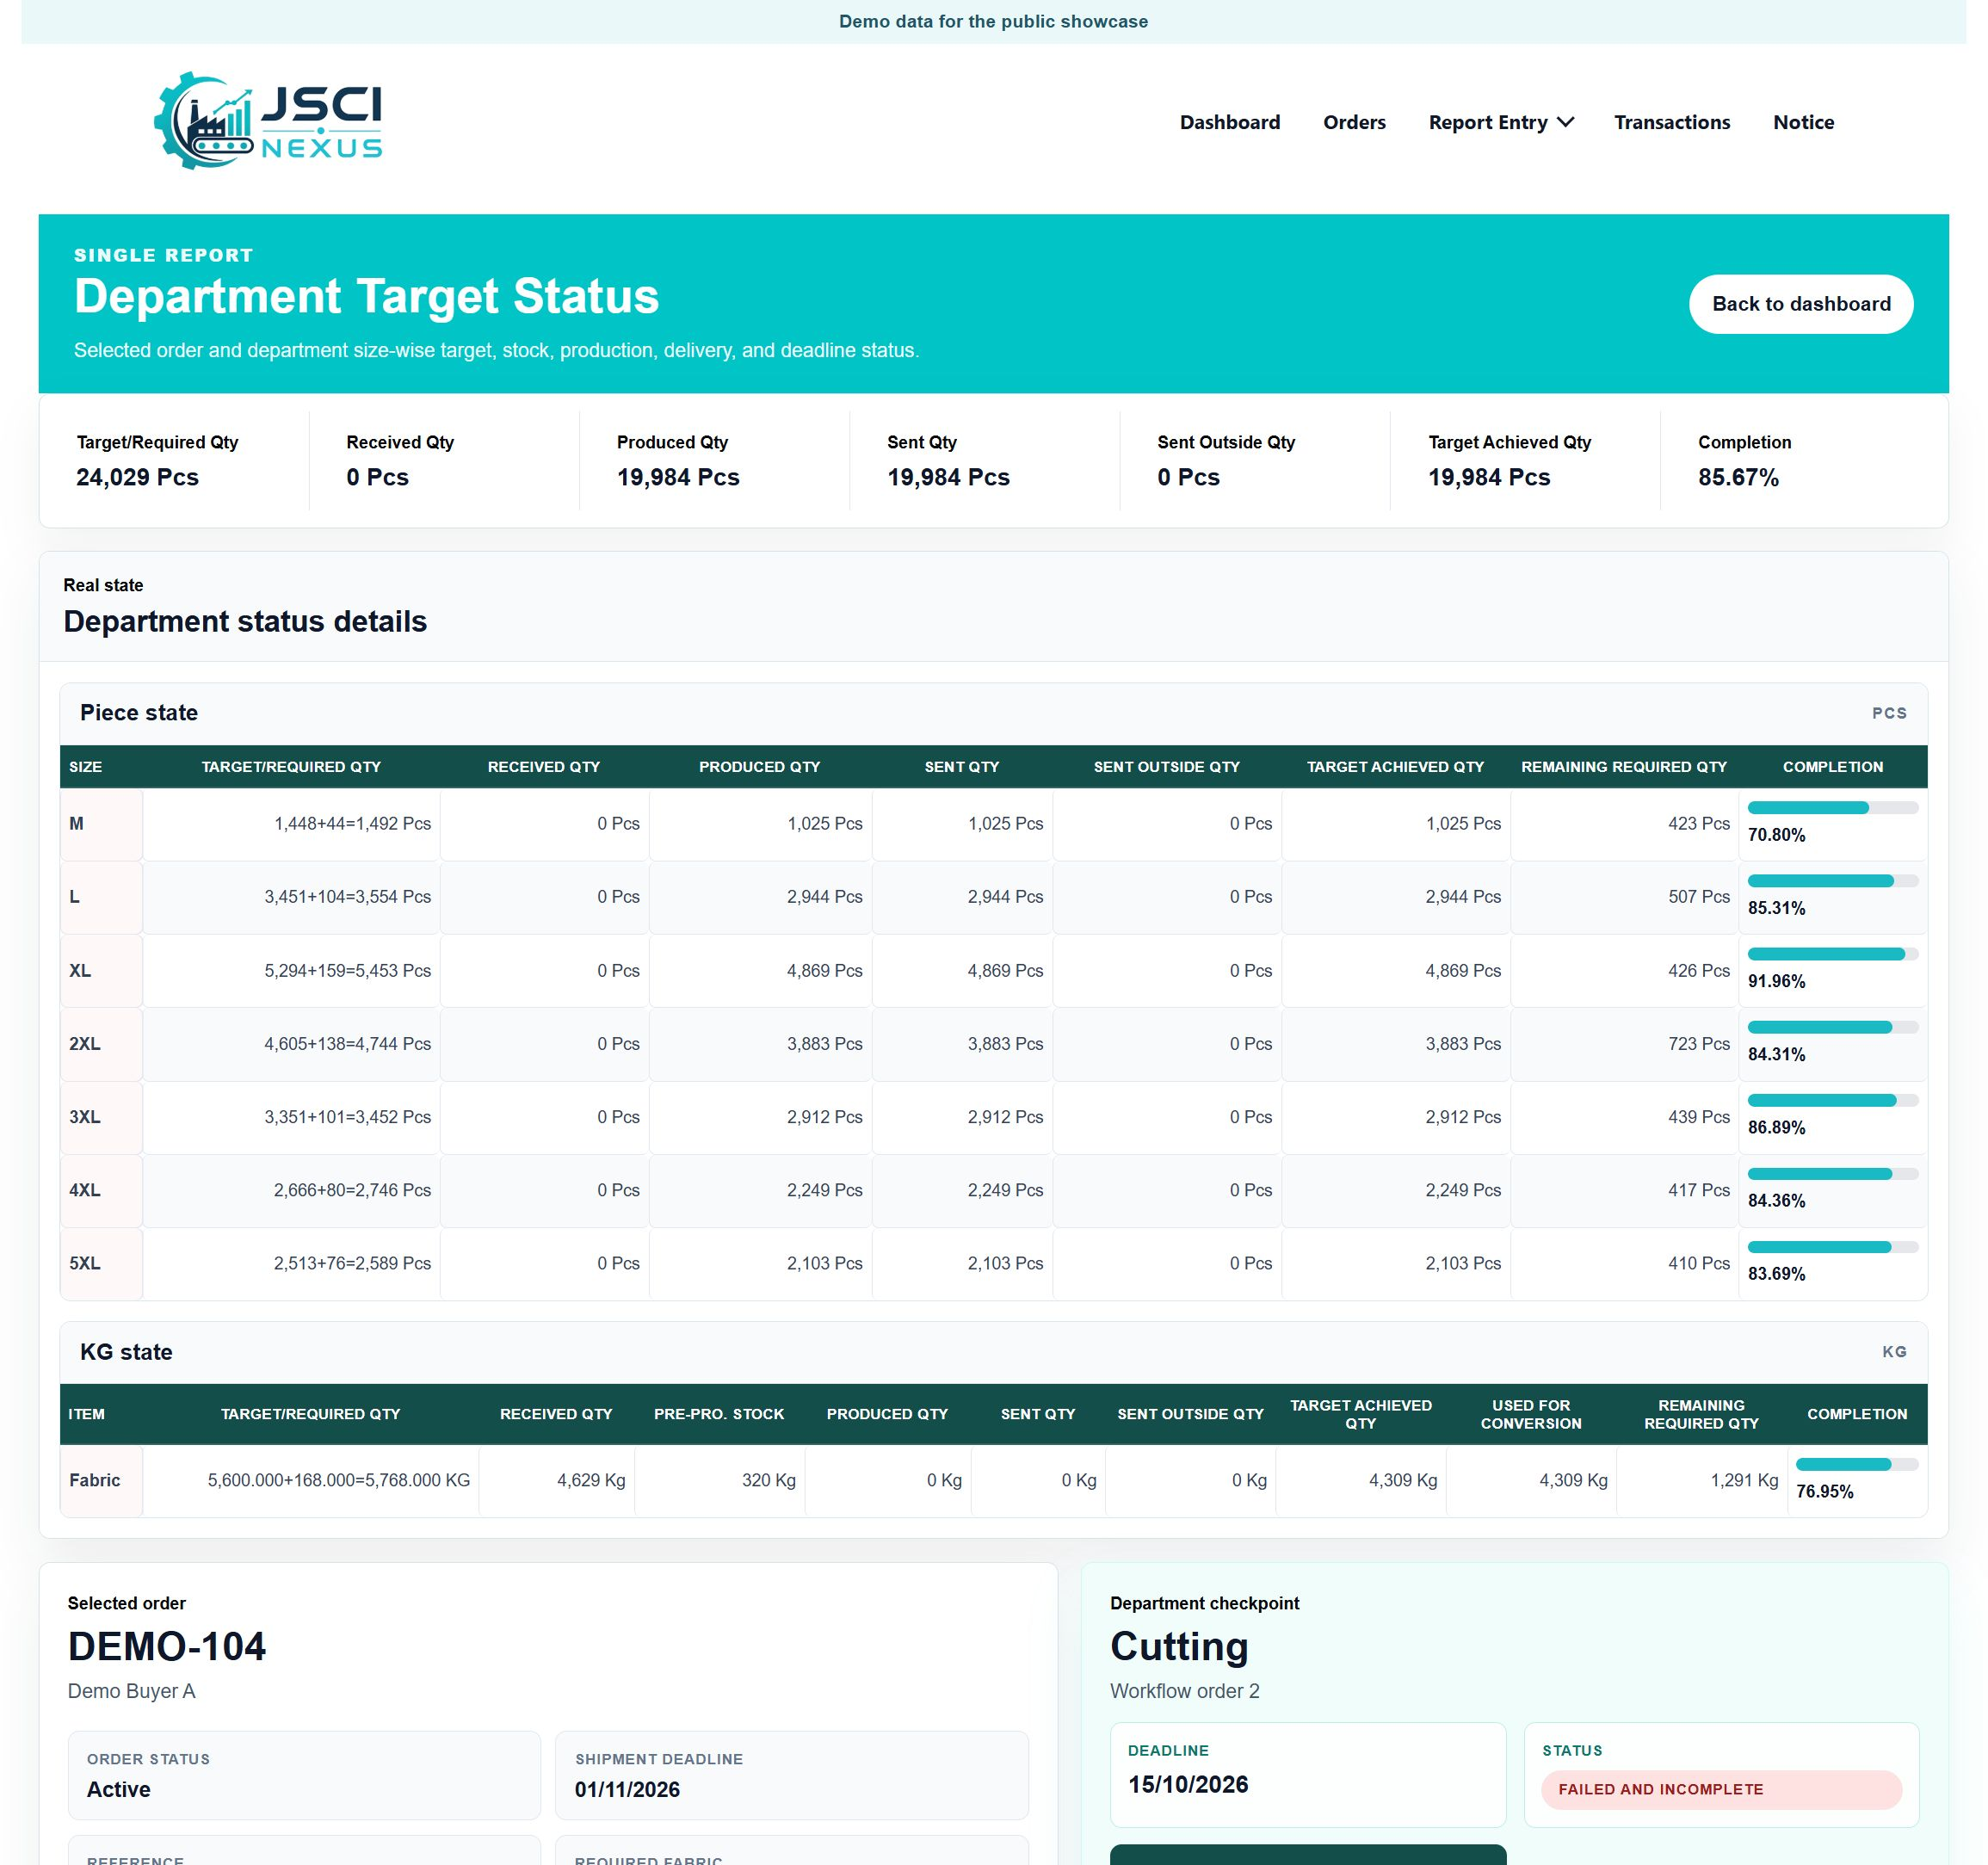 Demo data for the public showcase
JSCI
NEXUS
Dashboard Orders Report Entry Transactions Notice
SINGLE REPORT
Department Target Status
Selected order and department size-wise target, stock, production, delivery, and deadline status.
Back to dashboard
Target/Required Qty Received Qty Produced Qty Sent Qty Sent Outside Qty Target Achieved Qty Completion
24,029 Pcs 0 Pcs 19,984 Pcs 19,984 Pcs 0 Pcs 19,984 Pcs 85.67%
Real state
Department status details
Piece state PCS
SIZE TARGET/REQUIRED QTY RECEIVED QTY PRODUCED QTY SENT QTY SENT OUTSIDE QTY TARGET ACHIEVED QTY REMAINING REQUIRED QTY COMPLETION
M 1,448+44=1,492 Pcs 0 Pcs 1,025 Pcs 1,025 Pcs 0 Pcs 1,025 Pcs 423 Pcs 70.80%
L 3,451+104=3,554 Pcs 0 Pcs 2,944 Pcs 2,944 Pcs 0 Pcs 2,944 Pcs 507 Pcs 85.31%
XL 5,294+159=5,453 Pcs 0 Pcs 4,869 Pcs 4,869 Pcs 0 Pcs 4,869 Pcs 426 Pcs 91.96%
2XL 4,605+138=4,744 Pcs 0 Pcs 3,883 Pcs 3,883 Pcs 0 Pcs 3,883 Pcs 723 Pcs 84.31%
3XL 3,351+101=3,452 Pcs 0 Pcs 2,912 Pcs 2,912 Pcs 0 Pcs 2,912 Pcs 439 Pcs 86.89%
4XL 2,666+80=2,746 Pcs 0 Pcs 2,249 Pcs 2,249 Pcs 0 Pcs 2,249 Pcs 417 Pcs 84.36%
5XL 2,513+76=2,589 Pcs 0 Pcs 2,103 Pcs 2,103 Pcs 0 Pcs 2,103 Pcs 410 Pcs 83.69%
KG state KG
ITEM TARGET/REQUIRED QTY RECEIVED QTY PRE-PRO. STOCK PRODUCED QTY SENT QTY SENT OUTSIDE QTY TARGET ACHIEVED QTY USED FOR CONVERSION REMAINING REQUIRED QTY COMPLETION
Fabric 5,600.000+168.000=5,768.000 KG 4,629 Kg 320 Kg 0 Kg 0 Kg 0 Kg 4,309 Kg 4,309 Kg 1,291 Kg 76.95%
Selected order
DEMO-104
Demo Buyer A
ORDER STATUS
Active
SHIPMENT DEADLINE
01/11/2026
REFERENCE
REQUIRED FABRIC
Department checkpoint
Cutting
Workflow order 2
DEADLINE
15/10/2026
STATUS
FAILED AND INCOMPLETE